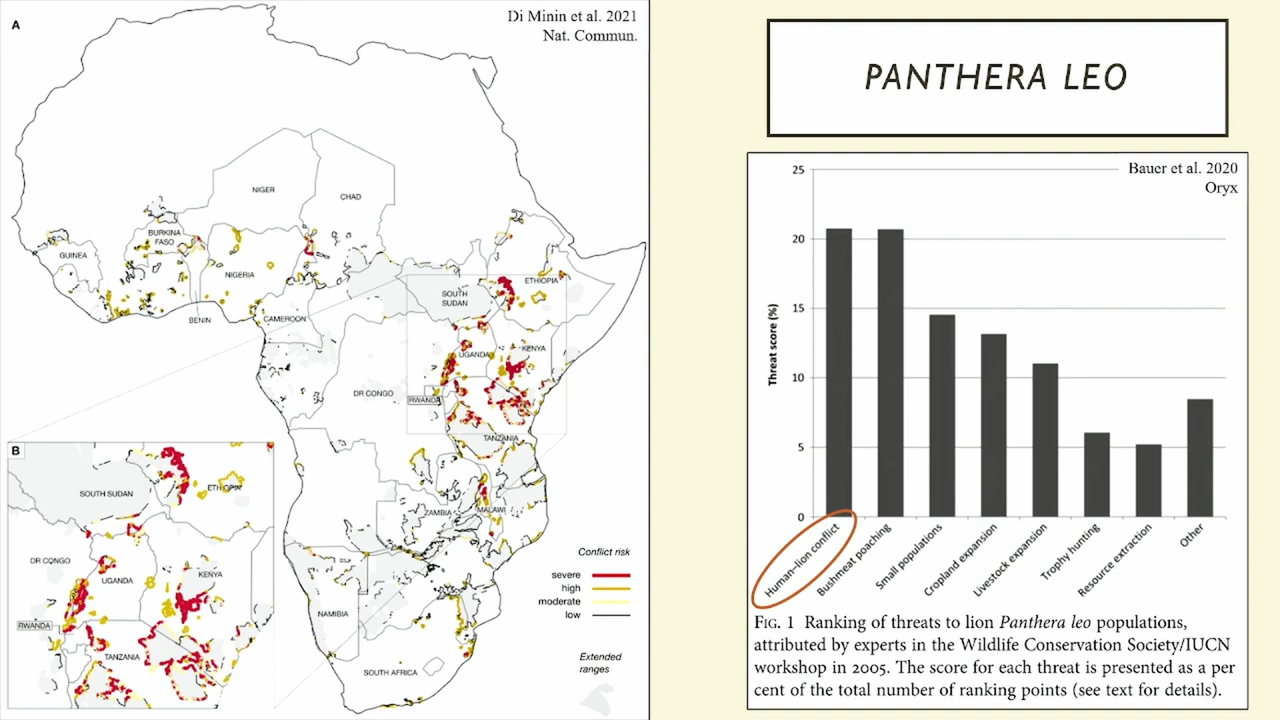 A
Di Minin et al. 2021
Nat. Commun.
NIGER
CHAD
BURKINA
FASO
GUINEA
NIGERIA
BENIN
CAMEROON
SOUTH
SUDAN
ETHIOPIA
UGANDA
KENYA
DR CONGO
RWANDA
TANZANIA
ZAMBIA
MALAWI
NAMIBIA
SOUTH AFRICA
B
SOUTH SUDAN
ETHIOPIA
DR CONGO
UGANDA
KENYA
RWANDA
TANZANIA
Conflict risk
severe
high
moderate
low
Extended
ranges
PANTHERA LEO
Bauer et al. 2020
Oryx
Threat score (%)
25
20
15
10
5
0
Human–lion conflict
Bushmeat poaching
Small populations
Cropland expansion
Livestock expansion
Trophy hunting
Resource extraction
Other
FIG. 1 Ranking of threats to lion Panthera leo populations,
attributed by experts in the Wildlife Conservation Society/IUCN
workshop in 2005. The score for each threat ispresented as a per
cent of the total number of ranking points (see text for details).